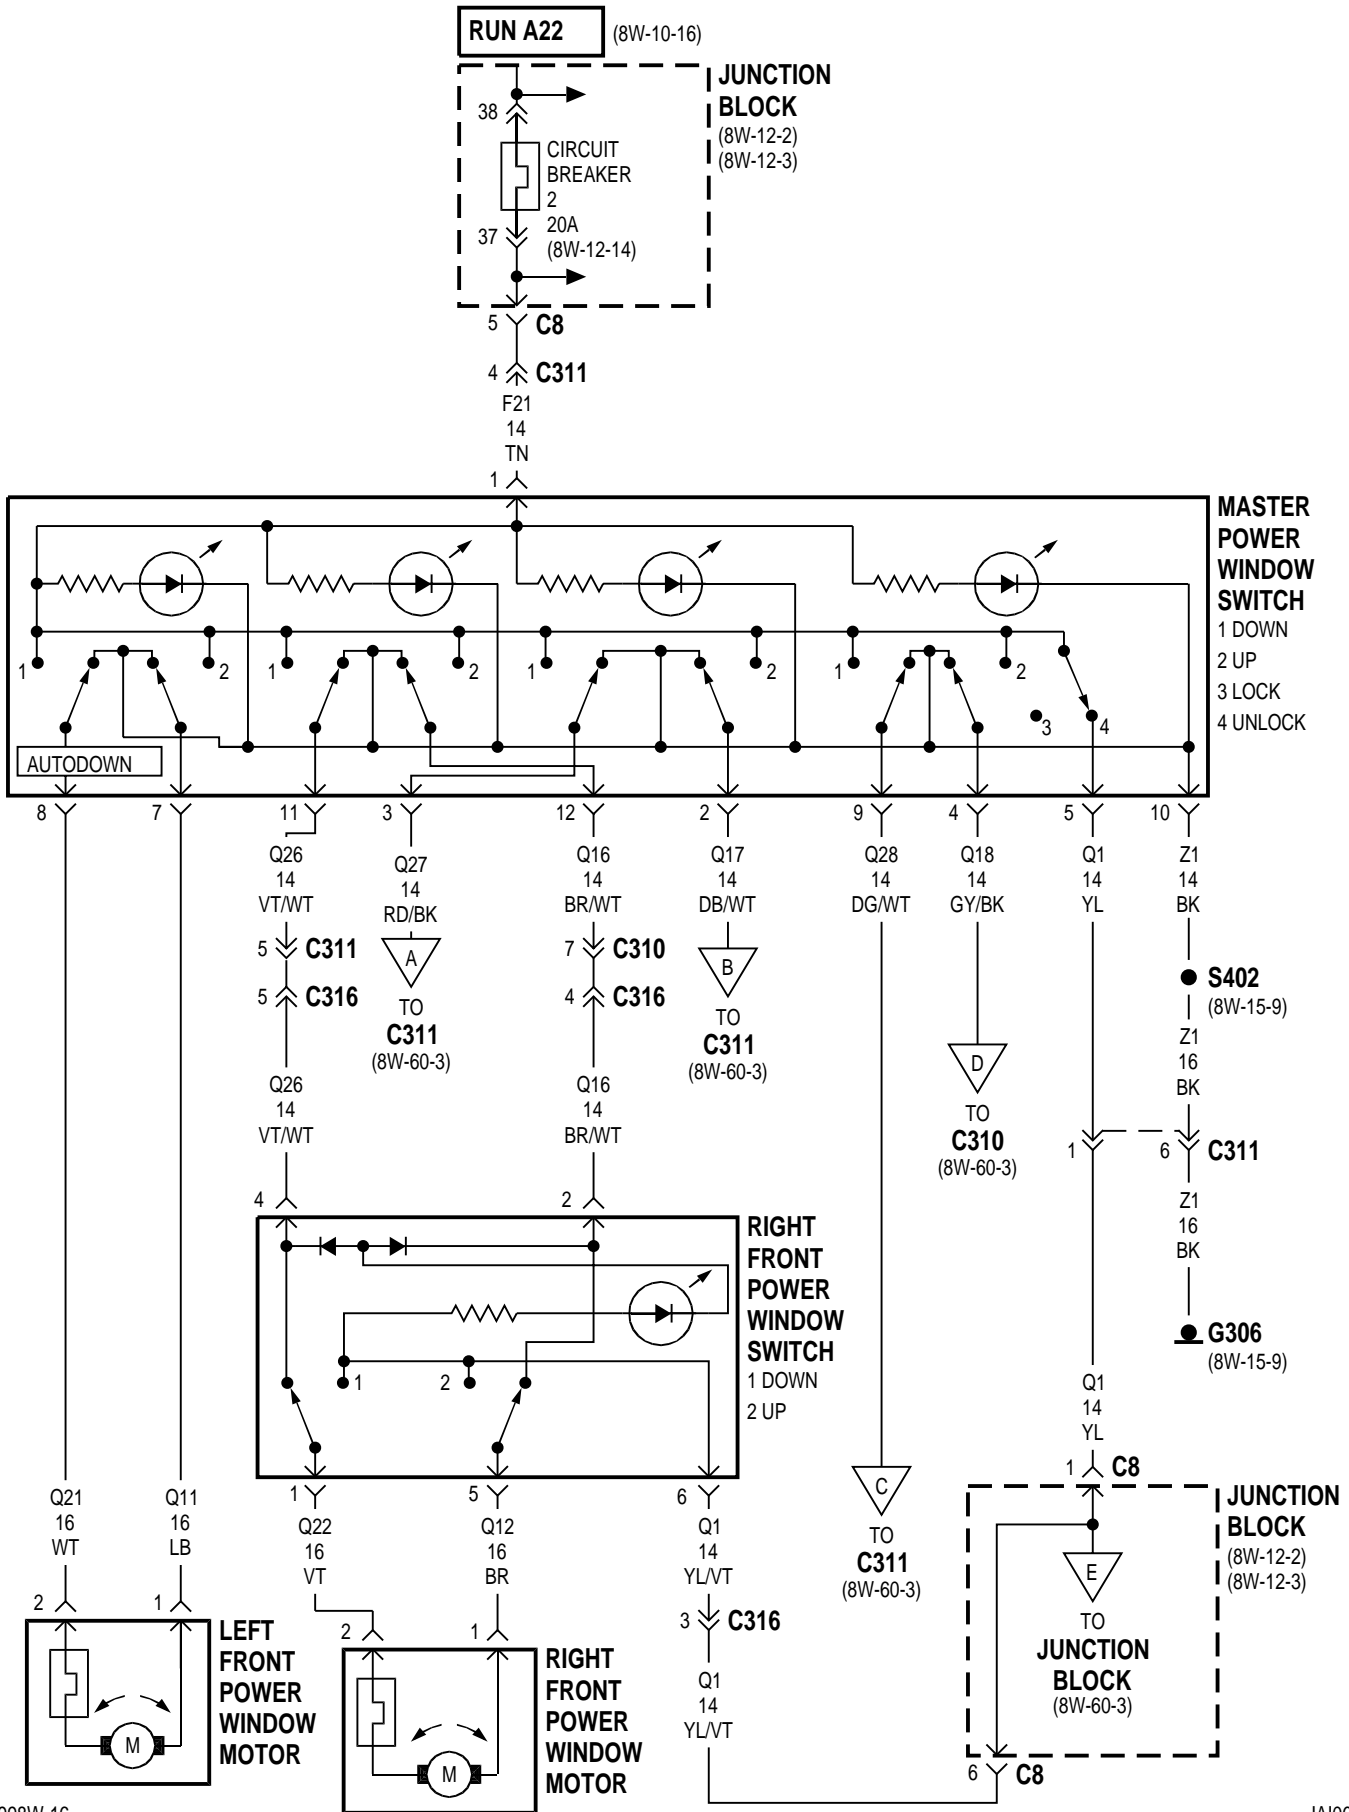 RUN A22 (8W-10-16)
JUNCTION
BLOCK
(8W-12-2)
(8W-12-3)
38
CIRCUIT
BREAKER
2
20A
(8W-12-14)
37
5 C8
4 C311
F21
14
TN
1
MASTER
POWER
WINDOW
SWITCH
1 DOWN
2 UP
3 LOCK
4 UNLOCK
1 2 1 2 1 2 1 2
3 4
AUTODOWN
8 7 11 3 12 2 9 4 5 10
Q26
14
VT/WT
Q27
14
RD/BK
Q16
14
BR/WT
Q17
14
DB/WT
Q28
14
DG/WT
Q18
14
GY/BK
Q1
14
YL
Z1
14
BK
5 C311
5 C316
A
TO
C311
(8W-60-3)
7 C310
4 C316
B
TO
C311
(8W-60-3)
S402
(8W-15-9)
Z1
16
BK
D
TO
C310
(8W-60-3)
Q26
14
VT/WT
Q16
14
BR/WT
1 6 C311
Z1
16
BK
G306
(8W-15-9)
4 2
RIGHT
FRONT
POWER
WINDOW
SWITCH
1 DOWN
2 UP
1 2
1 5 6
Q1
14
YL
1 C8
JUNCTION
BLOCK
(8W-12-2)
(8W-12-3)
E
TO
JUNCTION
BLOCK
(8W-60-3)
6 C8
C
TO
C311
(8W-60-3)
Q21
16
WT
Q11
16
LB
Q22
16
VT
Q12
16
BR
Q1
14
YL/VT
3 C316
Q1
14
YL/VT
2 1
LEFT
FRONT
POWER
WINDOW
MOTOR
M
2 1
RIGHT
FRONT
POWER
WINDOW
MOTOR
M